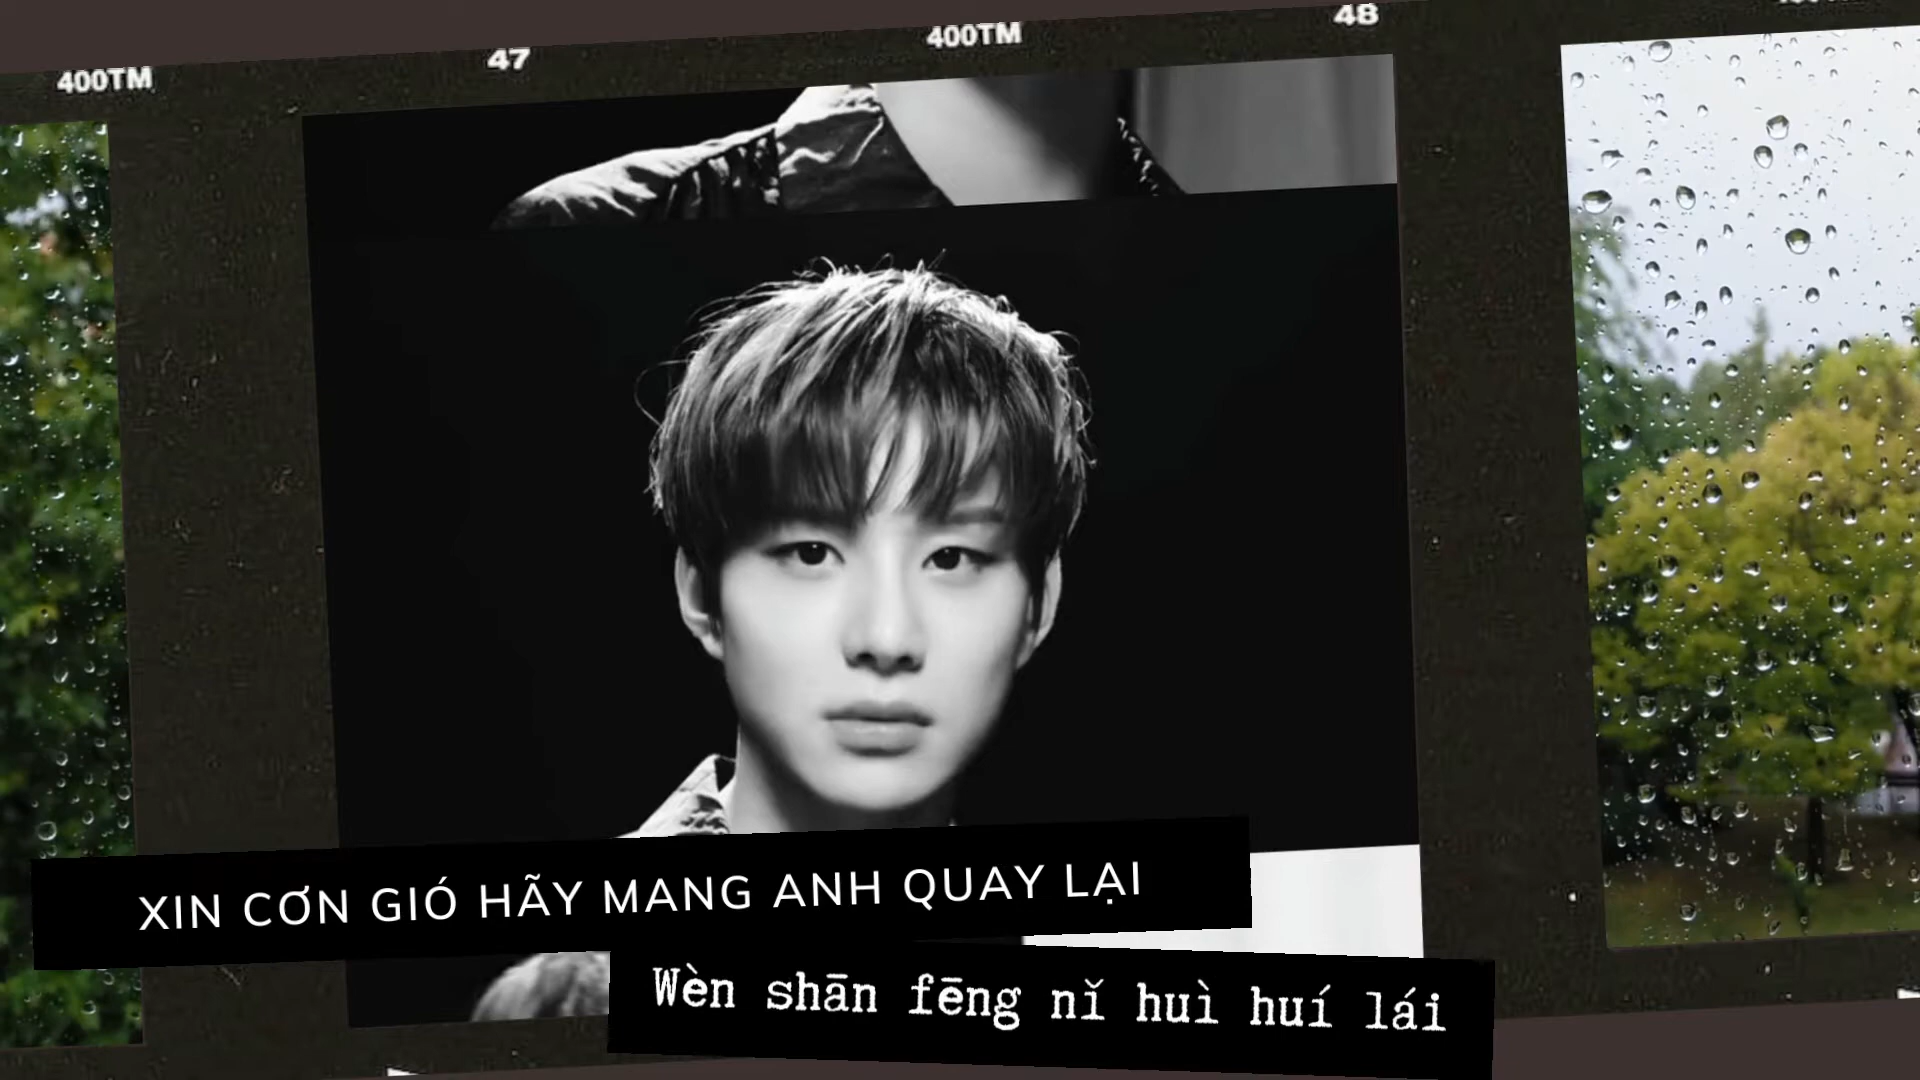 400TM
47
400TM
48
XIN CƠN GIÓ HÃY MANG ANH QUAY LẠI
Wèn shān fēng nǐ huì huí lái